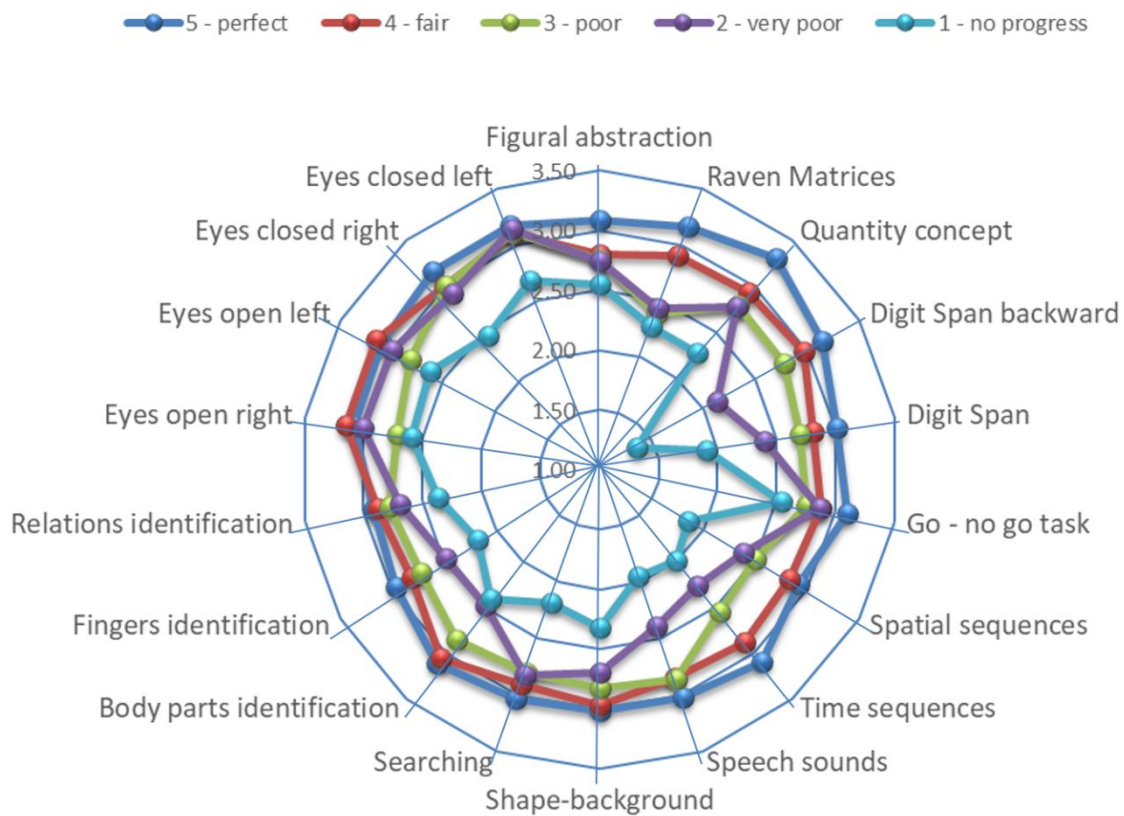 5 - perfect 4 - fair 3 - poor 2 - very poor 1 - no progress
Figural abstraction
3.50
Eyes closed left
Raven Matrices
Eyes closed right
3.00
Quantity concept
2.50
Eyes open left
Digit Span backward
2.00
Eyes open right
1.50
Digit Span
1.00
Relations identification
Go - no go task
Fingers identification
Spatial sequences
Body parts identification
Time sequences
Searching
Speech sounds
Shape-background